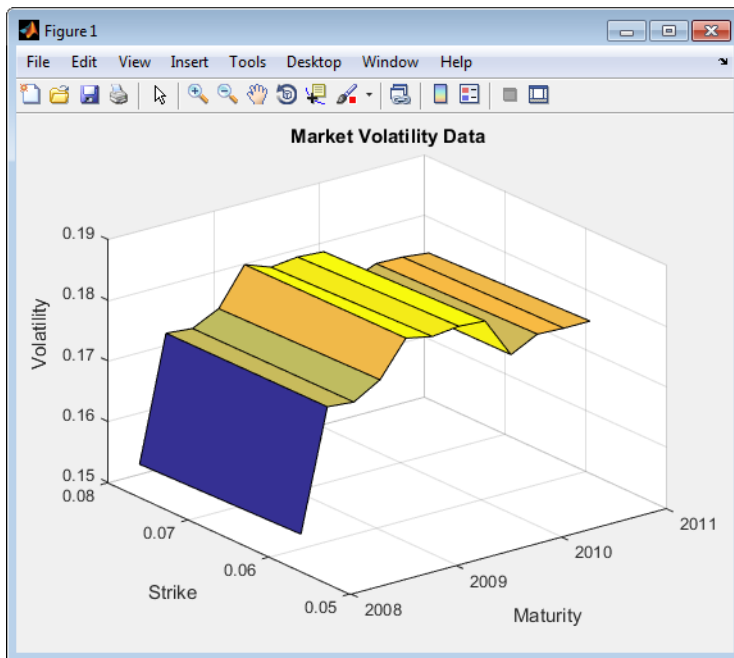 Figure 1
File Edit View Insert Tools Desktop Window Help
Market Volatility Data
0.19
0.18
0.17
0.16
0.15
Volatility
0.08
0.07
0.06
0.05
Strike
2008
2009
2010
2011
Maturity